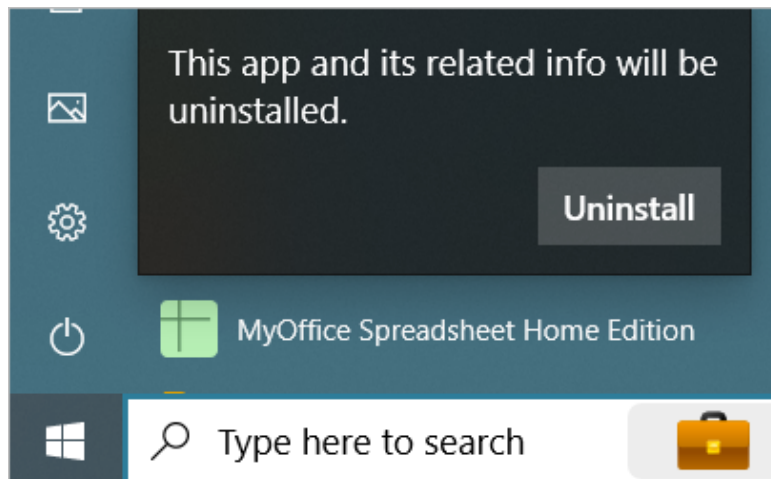 This app and its related info will be
uninstalled.
Uninstall
MyOffice Spreadsheet Home Edition
Type here to search